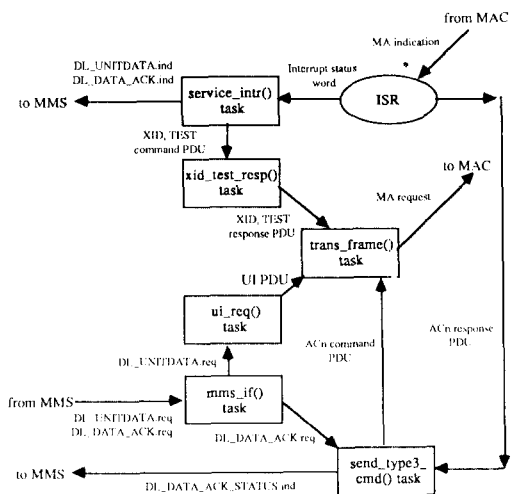 from MAC
MA indication
DL_UNITDATA.ind
DL_DATA_ACK.ind
Interrupt status
word
to MMS
service_intr()
task
ISR
XID, TEST
command PDU
to MAC
xid_test_resp()
task
MA request
XID, TEST
response PDU
trans_frame()
task
UI PDU
ui_req()
task
ACn command
PDU
ACn response
PDU
DL_UNITDATA.req
from MMS
mms_if()
task
DL_UNITDATA.req
DL_DATA_ACK.req
DL_DATA_ACK.req
send_type3_
cmd() task
to MMS
DL_DATA_ACK_STATUS.ind